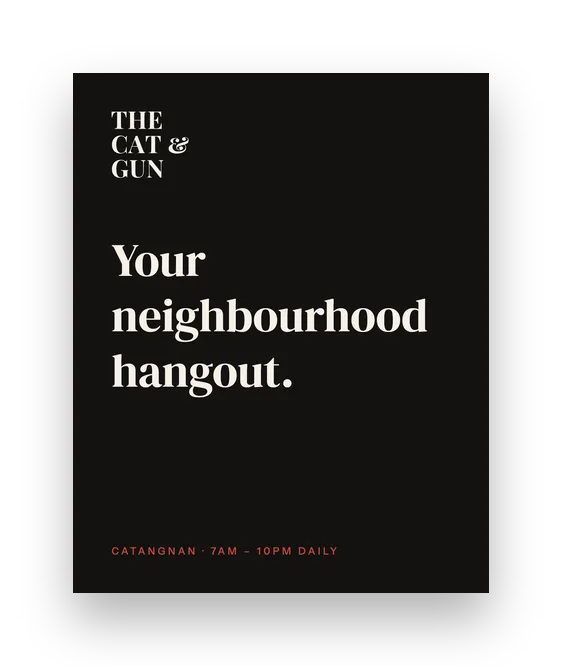 THE
CAT &
GUN
Your
neighbourhood
hangout.
CATANGNAN · 7AM – 10PM DAILY